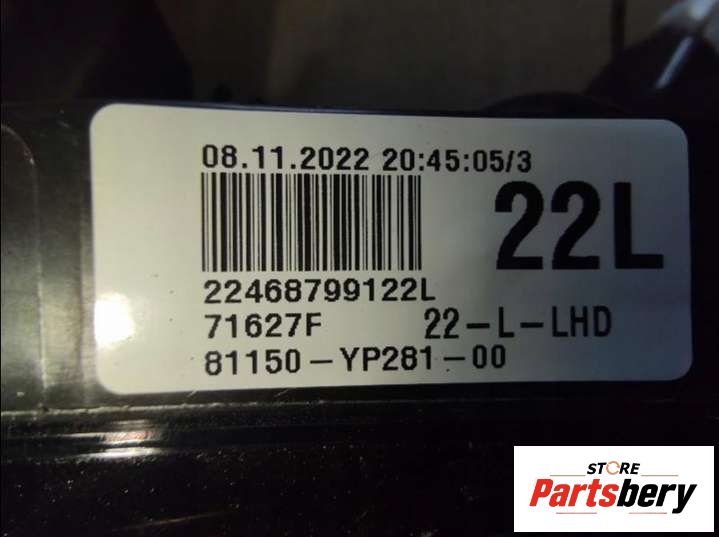 08.11.2022 20:45:05/3
22L
22468799122L
71627F 22-L-LHD
81150-YP281-00
STORE
Partsbery